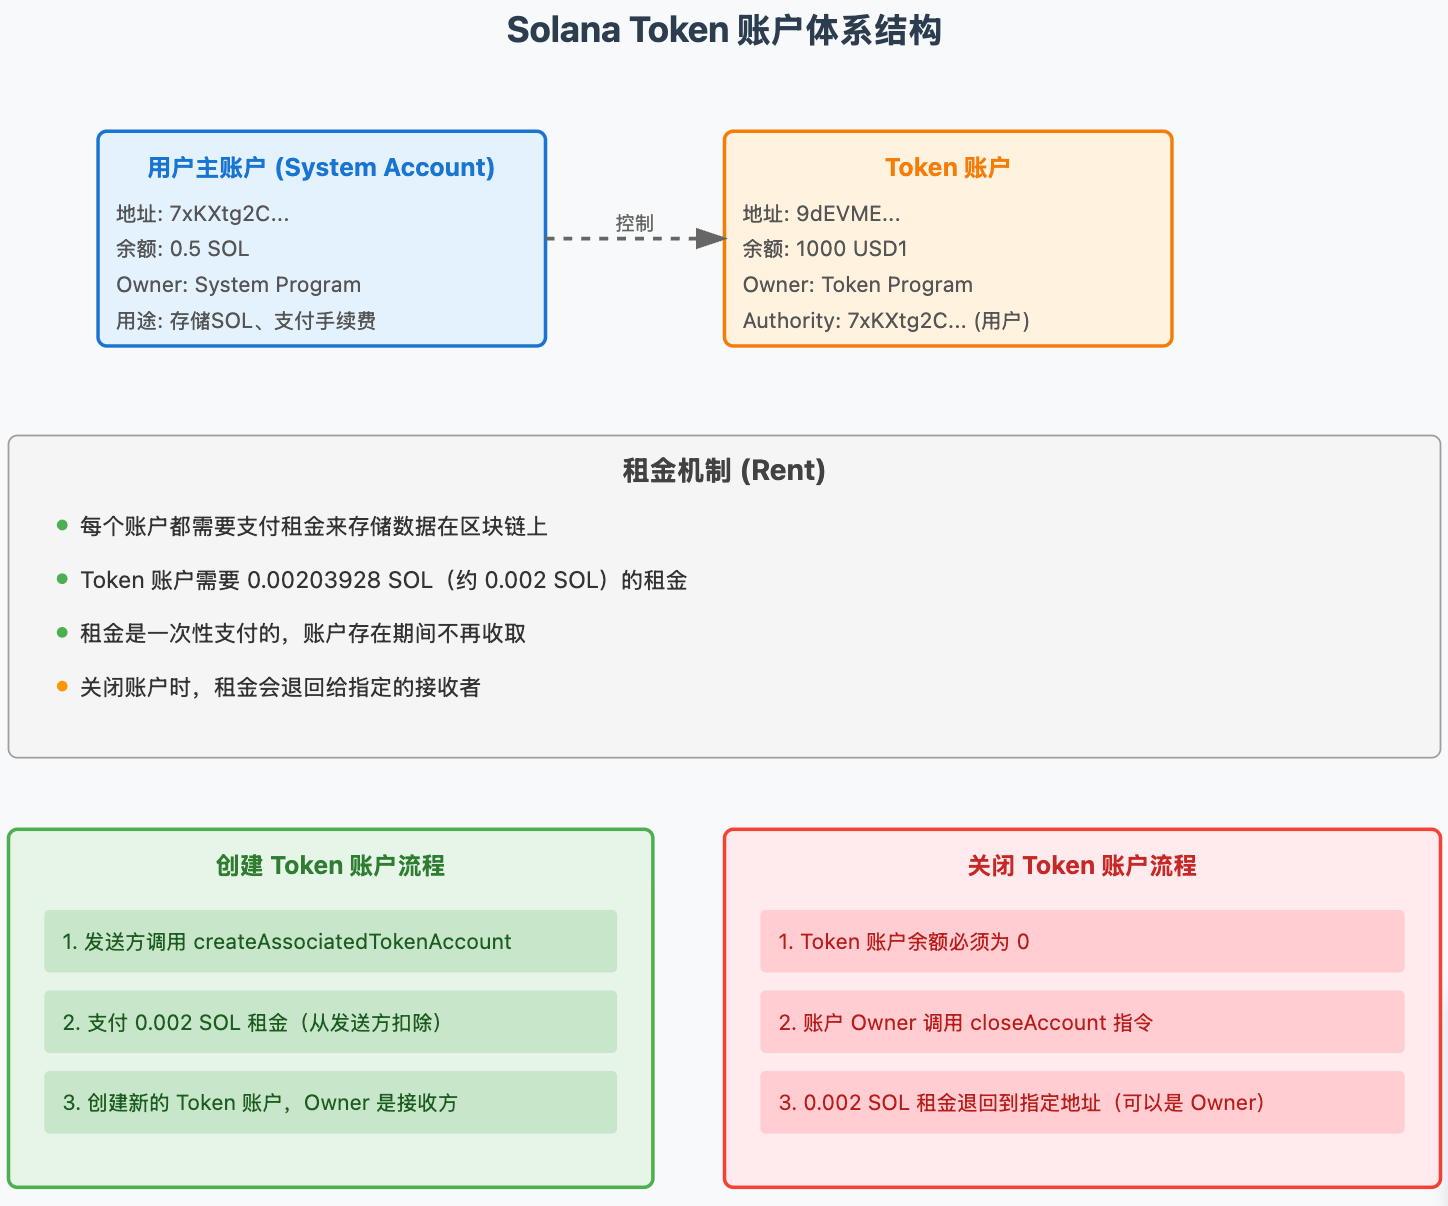 Solana Token 账户体系结构
用户主账户 (System Account)
地址: 7xKXtg2C...
余额: 0.5 SOL
Owner: System Program
用途: 存储SOL、支付手续费
控制
Token 账户
地址: 9dEVME...
余额: 1000 USD1
Owner: Token Program
Authority: 7xKXtg2C... (用户)
租金机制 (Rent)
每个账户都需要支付租金来存储数据在区块链上
Token 账户需要 0.00203928 SOL（约 0.002 SOL）的租金
租金是一次性支付的，账户存在期间不再收取
关闭账户时，租金会退回给指定的接收者
创建 Token 账户流程
1. 发送方调用 createAssociatedTokenAccount
2. 支付 0.002 SOL 租金（从发送方扣除）
3. 创建新的 Token 账户，Owner 是接收方
关闭 Token 账户流程
1. Token 账户余额必须为 0
2. 账户 Owner 调用 closeAccount 指令
3. 0.002 SOL 租金退回到指定地址（可以是 Owner）